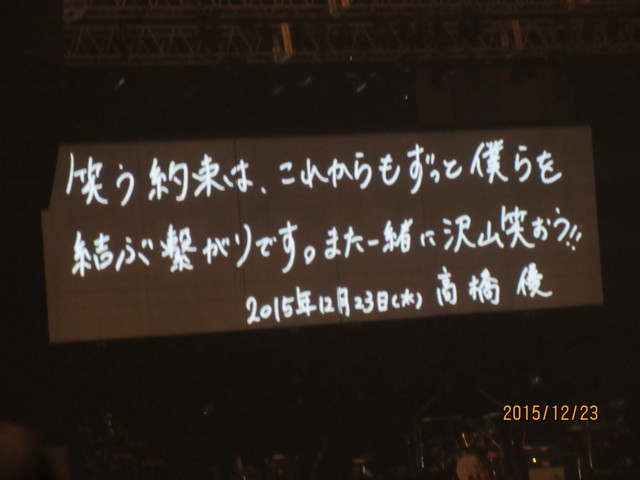 笑う約束は、これからもずっと僕らを
結ぶ繋がりです。また一緒に沢山笑おう!!
2015年12月23日(水) 高橋 優
2015/12/23